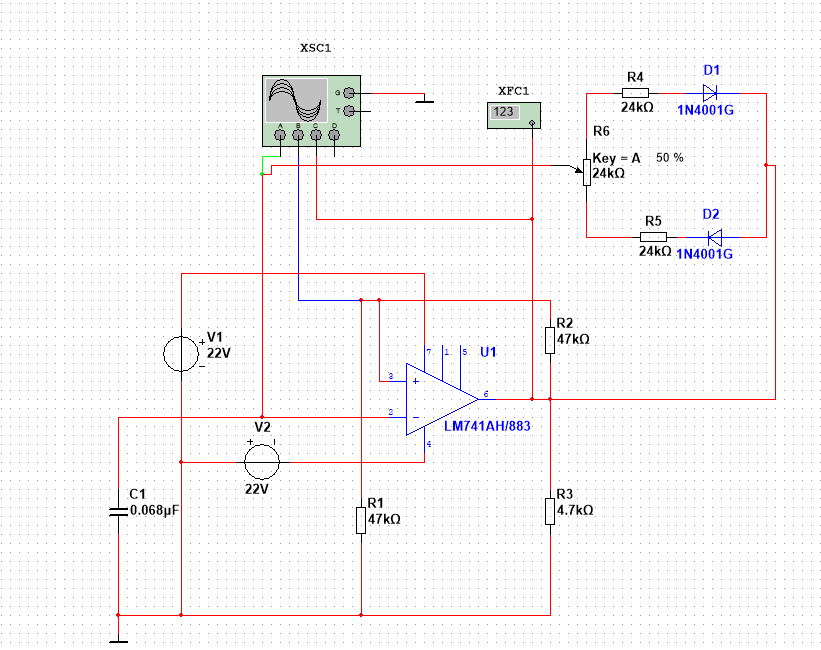 XSC1
G
T
A B C D
XFC1
123
R4
24kΩ
D1
1N4001G
R6
Key = A 50 %
24kΩ
R5
24kΩ
D2
1N4001G
V1
+
22V
–
R2
47kΩ
7 1 5
U1
3
+
6
2
–
LM741AH/883
4
V2
+ –
22V
C1
0.068µF
R1
47kΩ
R3
4.7kΩ